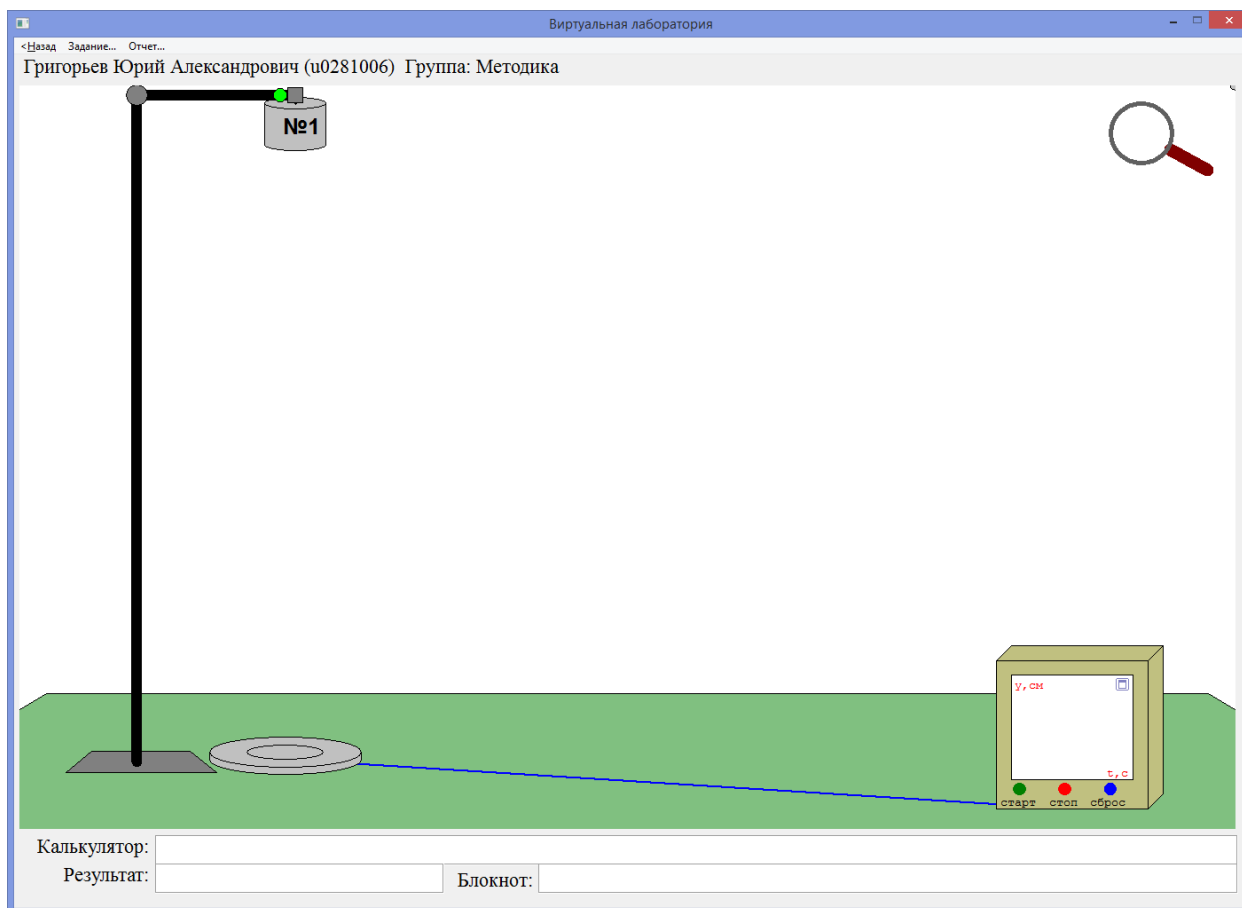 Виртуальная лаборатория
<Назад Задание... Отчет...
Григорьев Юрий Александрович (u0281006) Группа: Методика
№1
y,см
t,с
старт стоп сброс
Калькулятор:
Результат:
Блокнот: